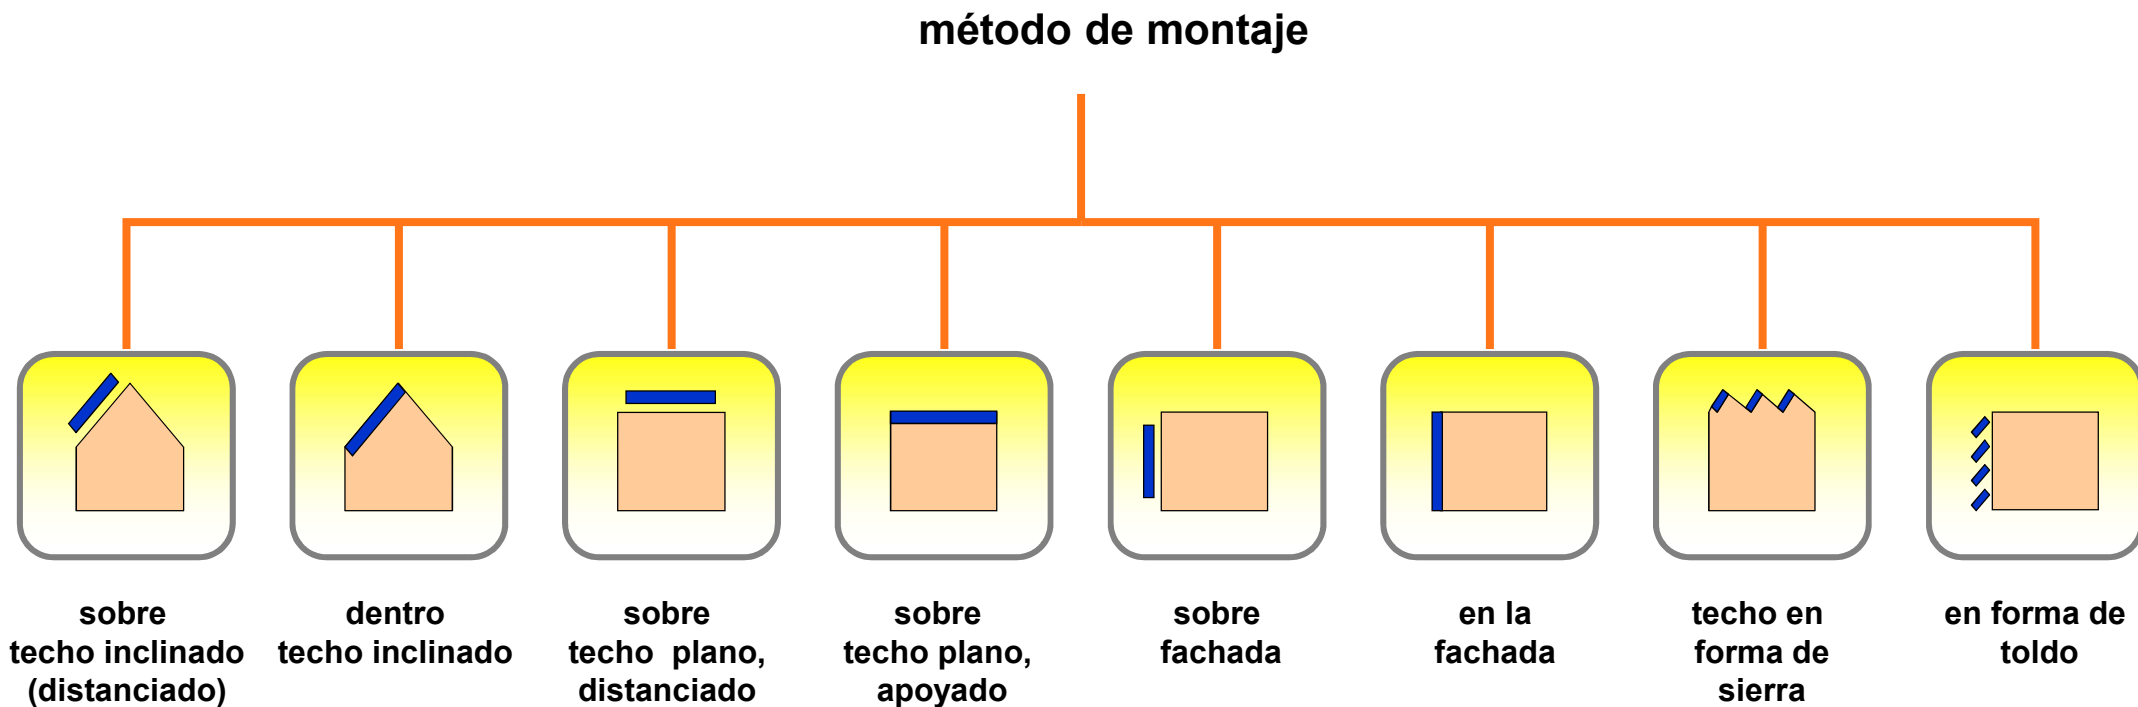 método de montaje
sobre
techo inclinado
(distanciado)
dentro
techo inclinado
sobre
techo plano,
distanciado
sobre
techo plano,
apoyado
sobre
fachada
en la
fachada
techo en
forma de
sierra
en forma de
toldo